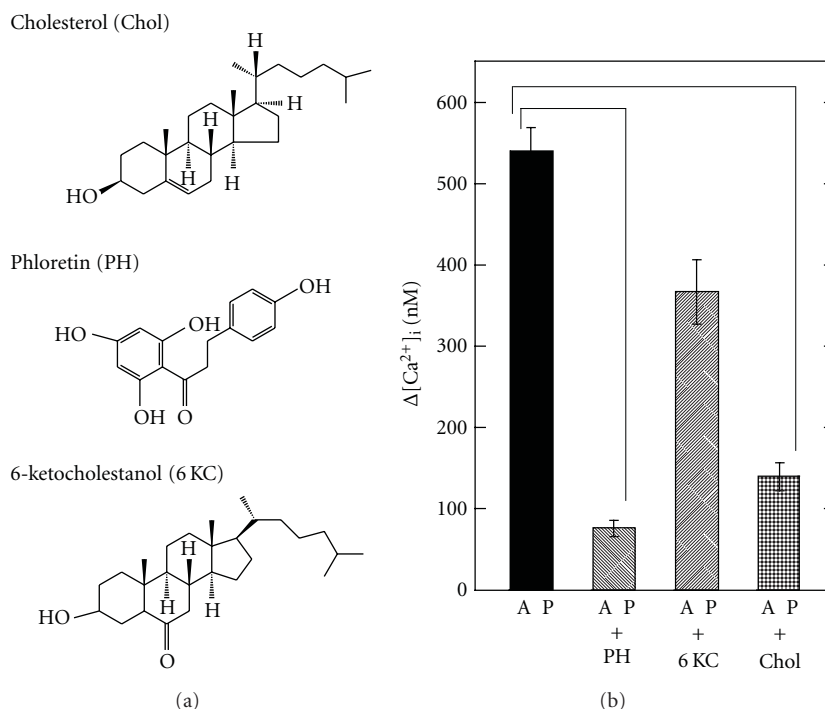 Cholesterol (Chol)
H
H
H
H
H
HO
Phloretin (PH)
OH
OH
HO
OH
O
6-ketocholestanol (6 KC)
H
H
H
HO
O
(a)
600
500
400
300
200
100
0
Δ[Ca²⁺]ᵢ (nM)
A P
A P
+
PH
A P
+
6 KC
A P
+
Chol
(b)